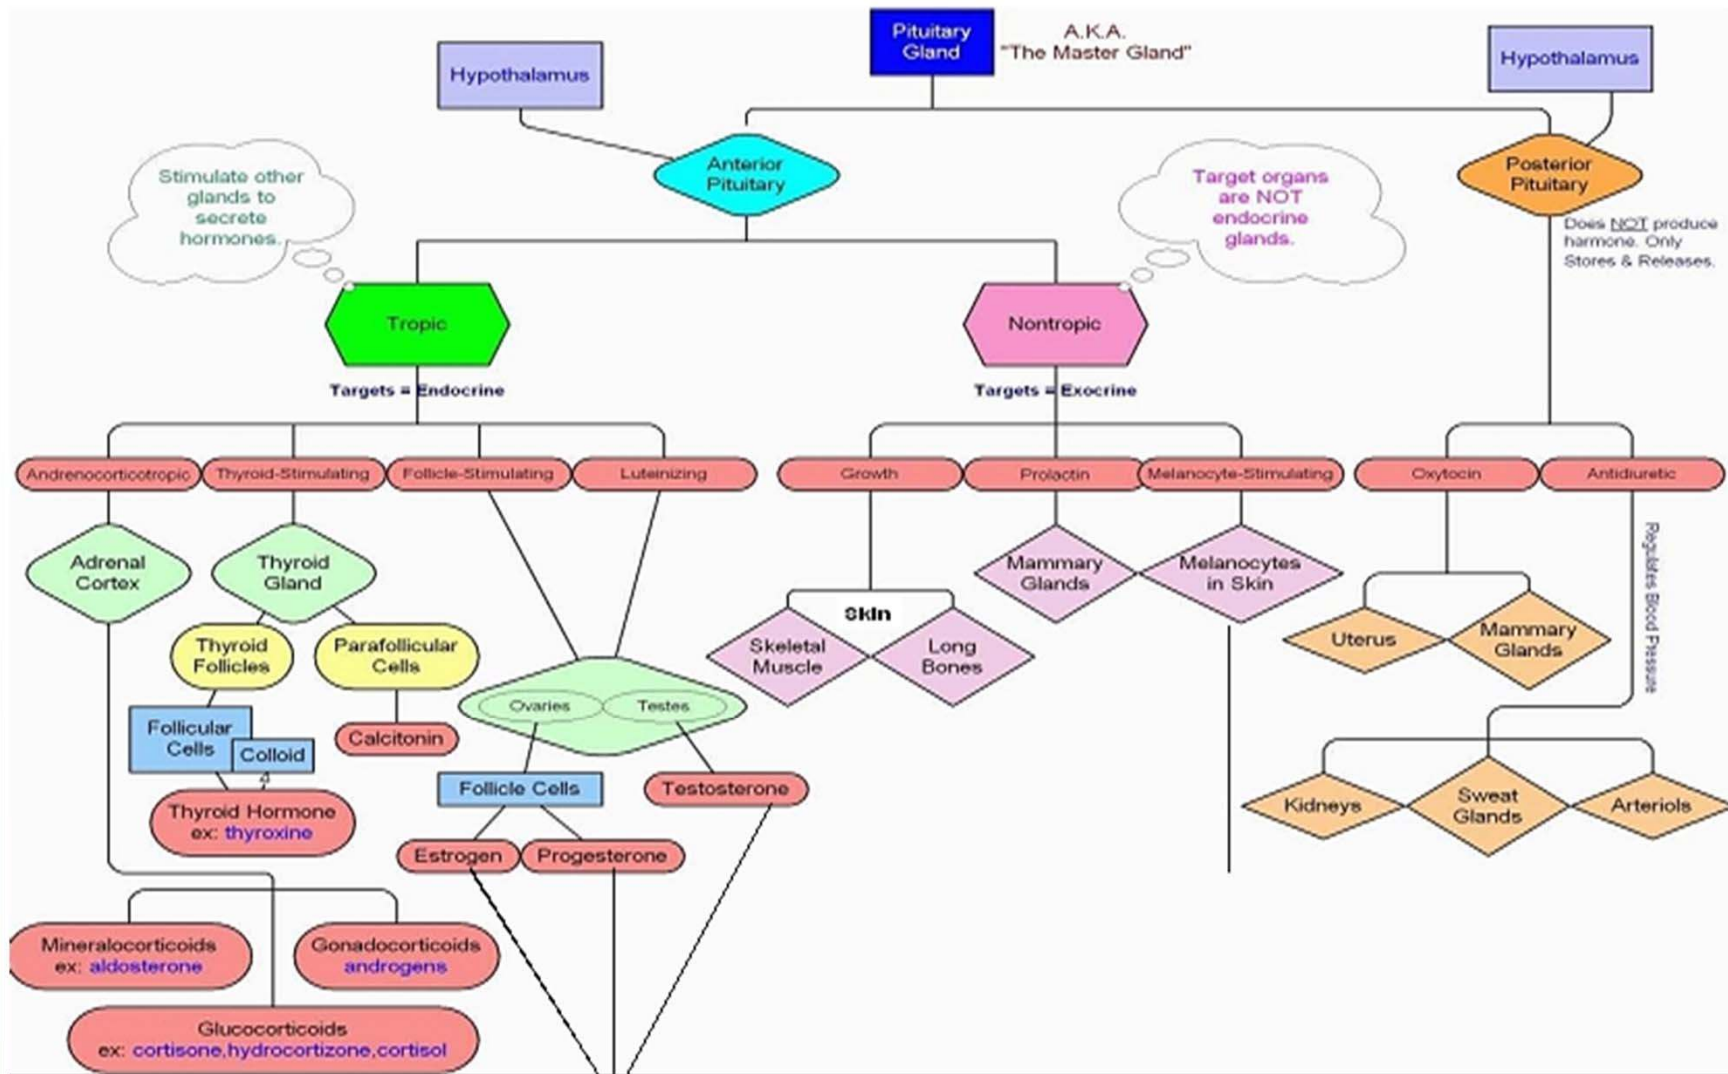 Pituitary
Gland
A.K.A.
"The Master Gland"
Hypothalamus
Hypothalamus
Anterior
Pituitary
Posterior
Pituitary
Stimulate other
glands to
secrete
hormones.
Target organs
are NOT
endocrine
glands.
Does NOT produce
harmone. Only
Stores & Releases.
Tropic
Nontropic
Targets = Endocrine
Targets = Exocrine
Andrenocorticotropic
Thyroid-Stimulating
Follicle-Stimulating
Luteinizing
Growth
Prolactin
Melanocyte-Stimulating
Oxytocin
Antidiuretic
Adrenal
Cortex
Thyroid
Gland
Mammary
Glands
Melanocytes
in Skin
Regulates Blood Pressure
Skin
Skeletal
Muscle
Long
Bones
Uterus
Mammary
Glands
Thyroid
Follicles
Parafollicular
Cells
Ovaries
Testes
Follicular
Cells
Colloid
Calcitonin
Thyroid Hormone
ex: thyroxine
Follicle Cells
Testosterone
Kidneys
Sweat
Glands
Arteriols
Estrogen
Progesterone
Mineralocorticoids
ex: aldosterone
Gonadocorticoids
androgens
Glucocorticoids
ex: cortisone,hydrocortizone,cortisol